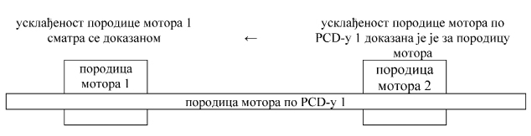 усклађеност породице мотора 1
сматра се доказаном
←
усклађеност породице мотора по
PCD-у 1 доказана је је за породицу
мотора
породица
мотора 1
породица
мотора 2
породица мотора по PCD-у 1